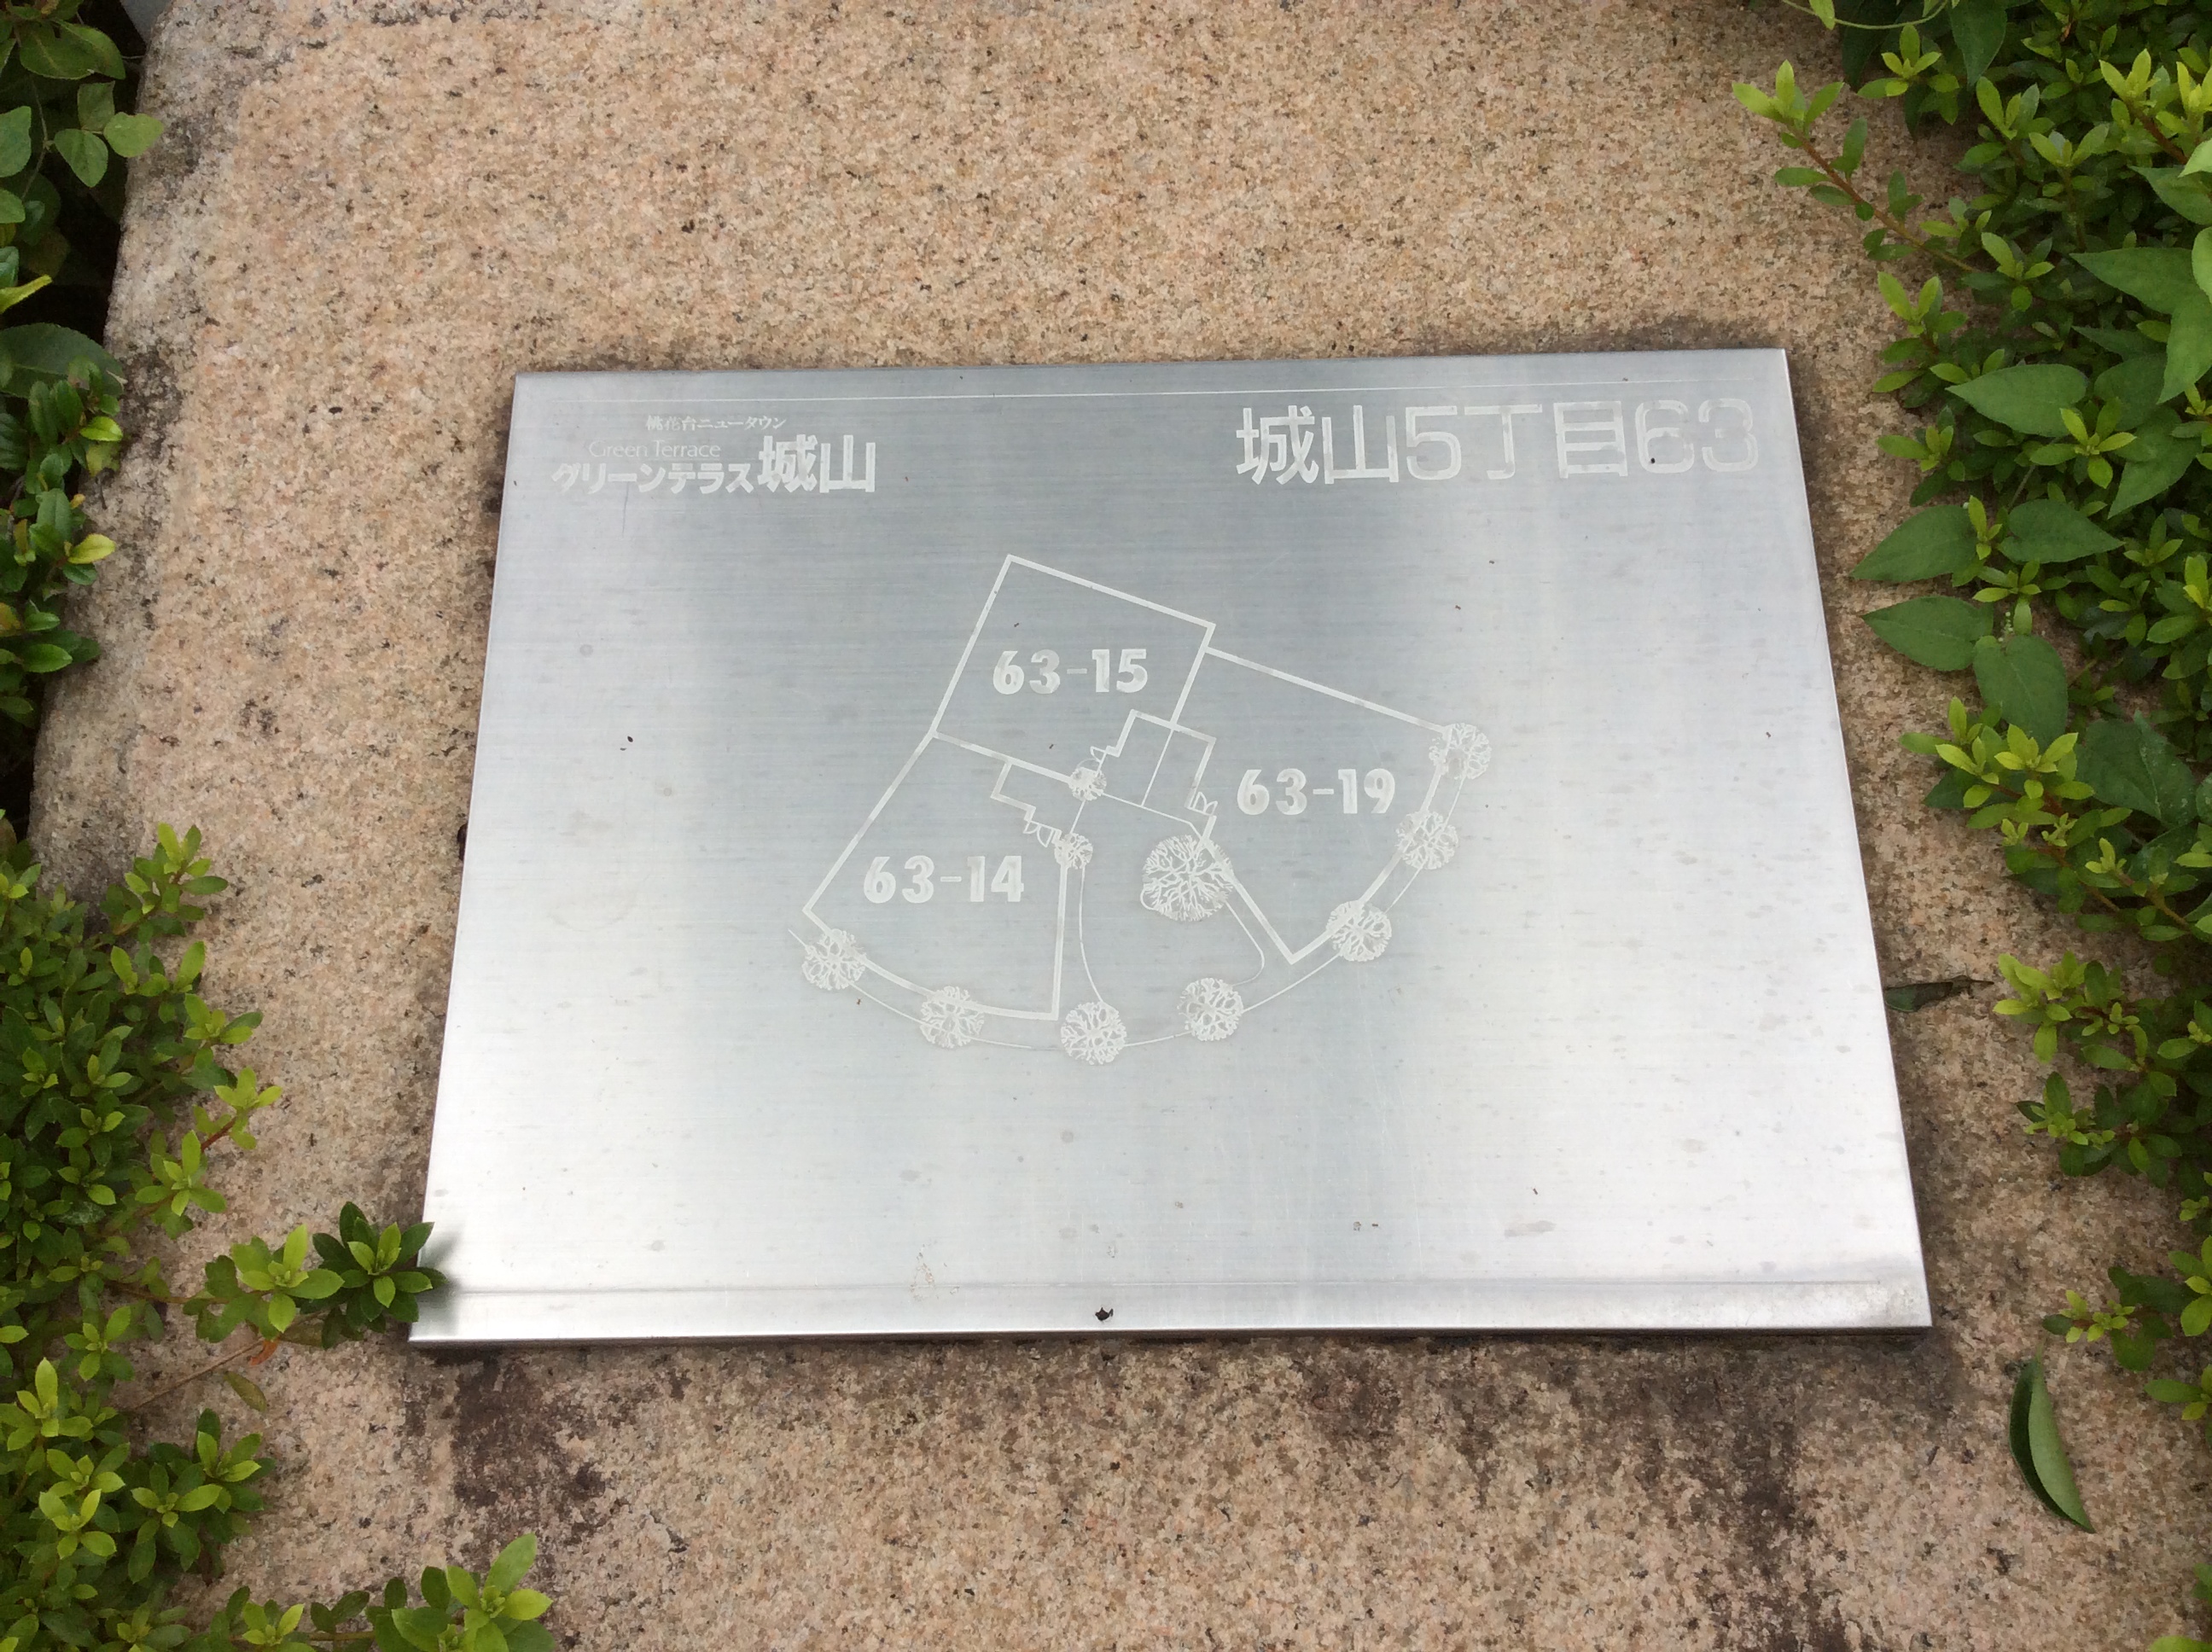 桃花台ニュータウン
Green Terrace
グリーンテラス城山
城山5丁目63
63-15
63-19
63-14